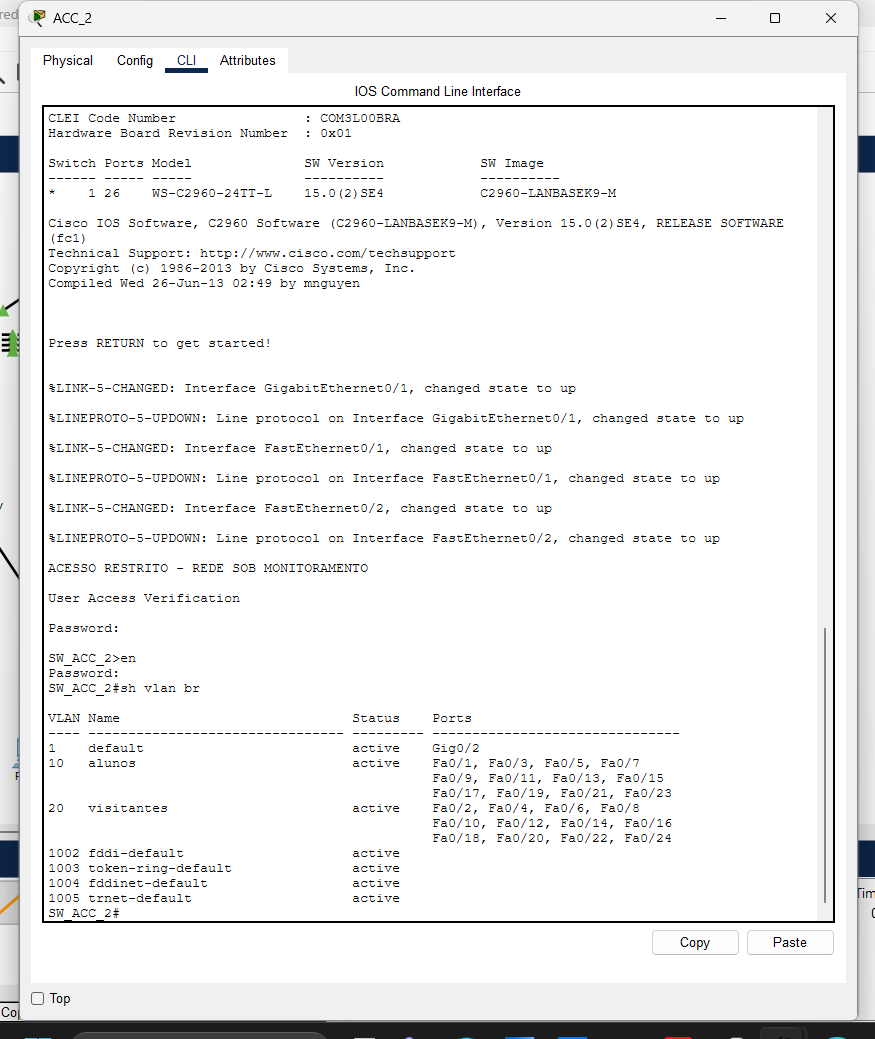 ACC_2
Physical Config CLI Attributes
IOS Command Line Interface
CLEI Code Number                : COM3L00BRA
Hardware Board Revision Number  : 0x01
Switch Ports Model              SW Version            SW Image
------ ----- -----              ----------            ----------
*    1 26    WS-C2960-24TT-L    15.0(2)SE4            C2960-LANBASEK9-M
Cisco IOS Software, C2960 Software (C2960-LANBASEK9-M), Version 15.0(2)SE4, RELEASE SOFTWARE
(fc1)
Technical Support: http://www.cisco.com/techsupport
Copyright (c) 1986-2013 by Cisco Systems, Inc.
Compiled Wed 26-Jun-13 02:49 by mnguyen
Press RETURN to get started!
%LINK-5-CHANGED: Interface GigabitEthernet0/1, changed state to up
%LINEPROTO-5-UPDOWN: Line protocol on Interface GigabitEthernet0/1, changed state to up
%LINK-5-CHANGED: Interface FastEthernet0/1, changed state to up
%LINEPROTO-5-UPDOWN: Line protocol on Interface FastEthernet0/1, changed state to up
%LINK-5-CHANGED: Interface FastEthernet0/2, changed state to up
%LINEPROTO-5-UPDOWN: Line protocol on Interface FastEthernet0/2, changed state to up
ACESSO RESTRITO - REDE SOB MONITORAMENTO
User Access Verification
Password:
SW_ACC_2>en
Password:
SW_ACC_2#sh vlan br
VLAN Name                             Status    Ports
---- -------------------------------- --------- -------------------------------
1    default                          active    Gig0/2
10   alunos                           active    Fa0/1, Fa0/3, Fa0/5, Fa0/7
                                                Fa0/9, Fa0/11, Fa0/13, Fa0/15
                                                Fa0/17, Fa0/19, Fa0/21, Fa0/23
20   visitantes                       active    Fa0/2, Fa0/4, Fa0/6, Fa0/8
                                                Fa0/10, Fa0/12, Fa0/14, Fa0/16
                                                Fa0/18, Fa0/20, Fa0/22, Fa0/24
1002 fddi-default                     active
1003 token-ring-default               active
1004 fddinet-default                  active
1005 trnet-default                    active
SW_ACC_2#
Copy Paste
Top